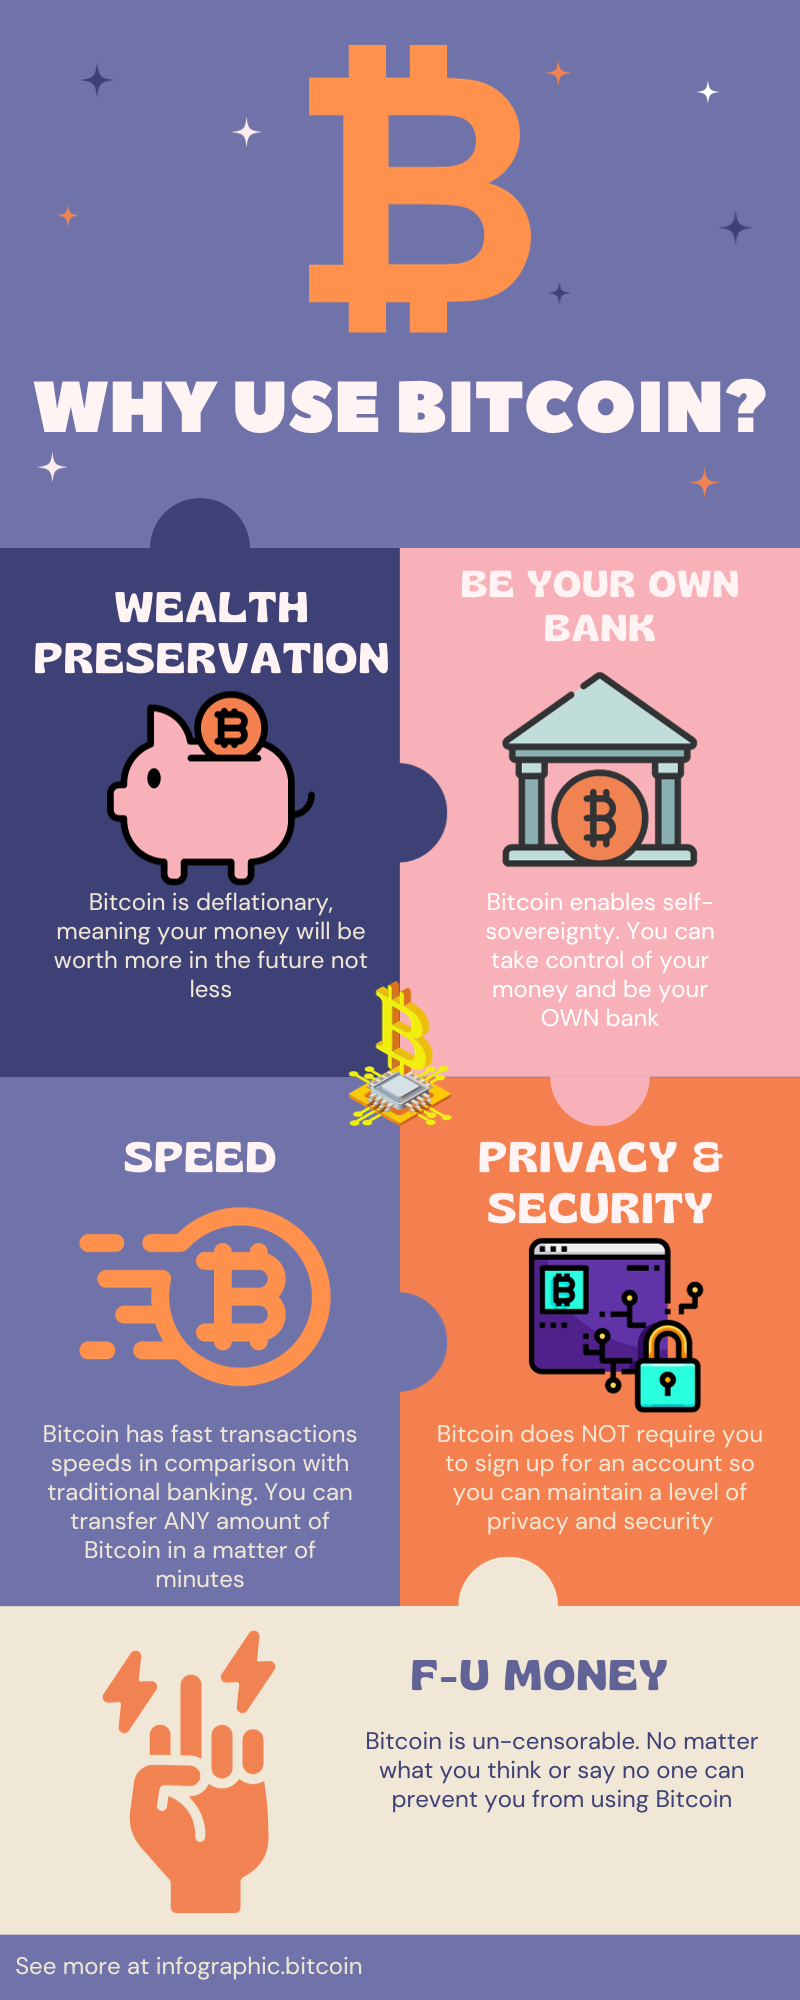 WHY USE BITCOIN?
WEALTH
PRESERVATION
Bitcoin is deflationary,
meaning your money will be
worth more in the future not
less
BE YOUR OWN
BANK
Bitcoin enables self-
sovereignty. You can
take control of your
money and be your
OWN bank
SPEED
Bitcoin has fast transactions
speeds in comparison with
traditional banking. You can
transfer ANY amount of
Bitcoin in a matter of
minutes
PRIVACY &
SECURITY
Bitcoin does NOT require you
to sign up for an account so
you can maintain a level of
privacy and security
F-U MONEY
Bitcoin is un-censorable. No matter
what you think or say no one can
prevent you from using Bitcoin
See more at infographic.bitcoin